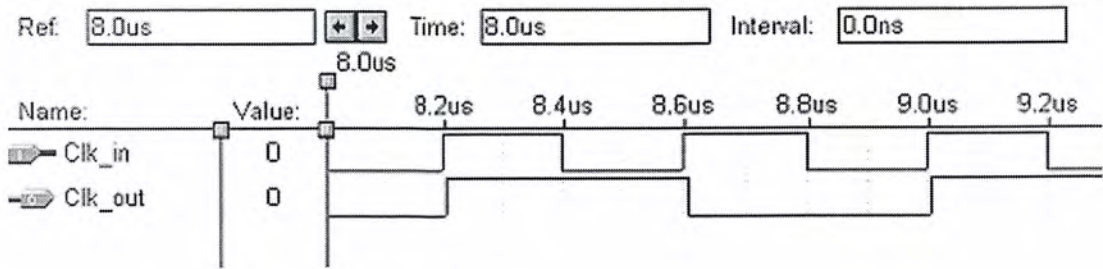 Ref: 8.0us Time: 8.0us Interval: 0.0ns
8.0us
Name: Value: 8.2us 8.4us 8.6us 8.8us 9.0us 9.2us
Clk_in 0
Clk_out 0